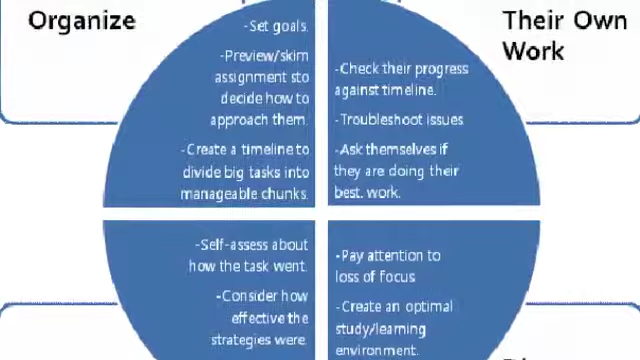 Organize
-Set goals.
-Preview/skim
assignment sto
decide how to
approach them.
-Create a timeline to
divide big tasks into
manageable chunks.
Their Own
Work
-Check their progress
against timeline.
-Troubleshoot issues
-Ask themselves if
they are doing their
best. work.
-Self-assess about
how the task went.
-Consider how
effective the
strategies were.
-Pay attention to
loss of focus
-Create an optimal
study/learning
environment.